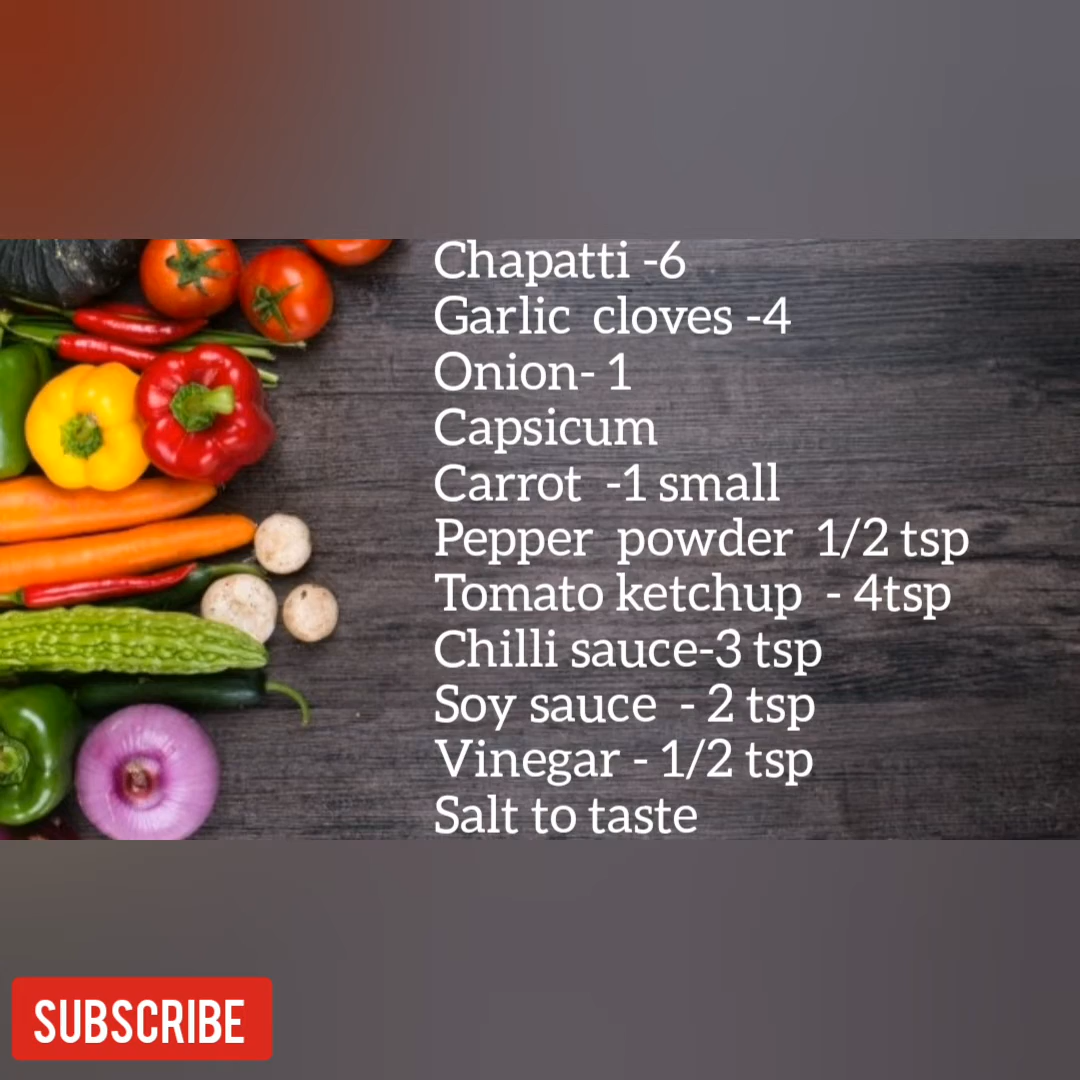 Chapatti -6
Garlic cloves -4
Onion- 1
Capsicum
Carrot -1 small
Pepper powder 1/2 tsp
Tomato ketchup - 4tsp
Chilli sauce-3 tsp
Soy sauce - 2 tsp
Vinegar - 1/2 tsp
Salt to taste
SUBSCRIBE